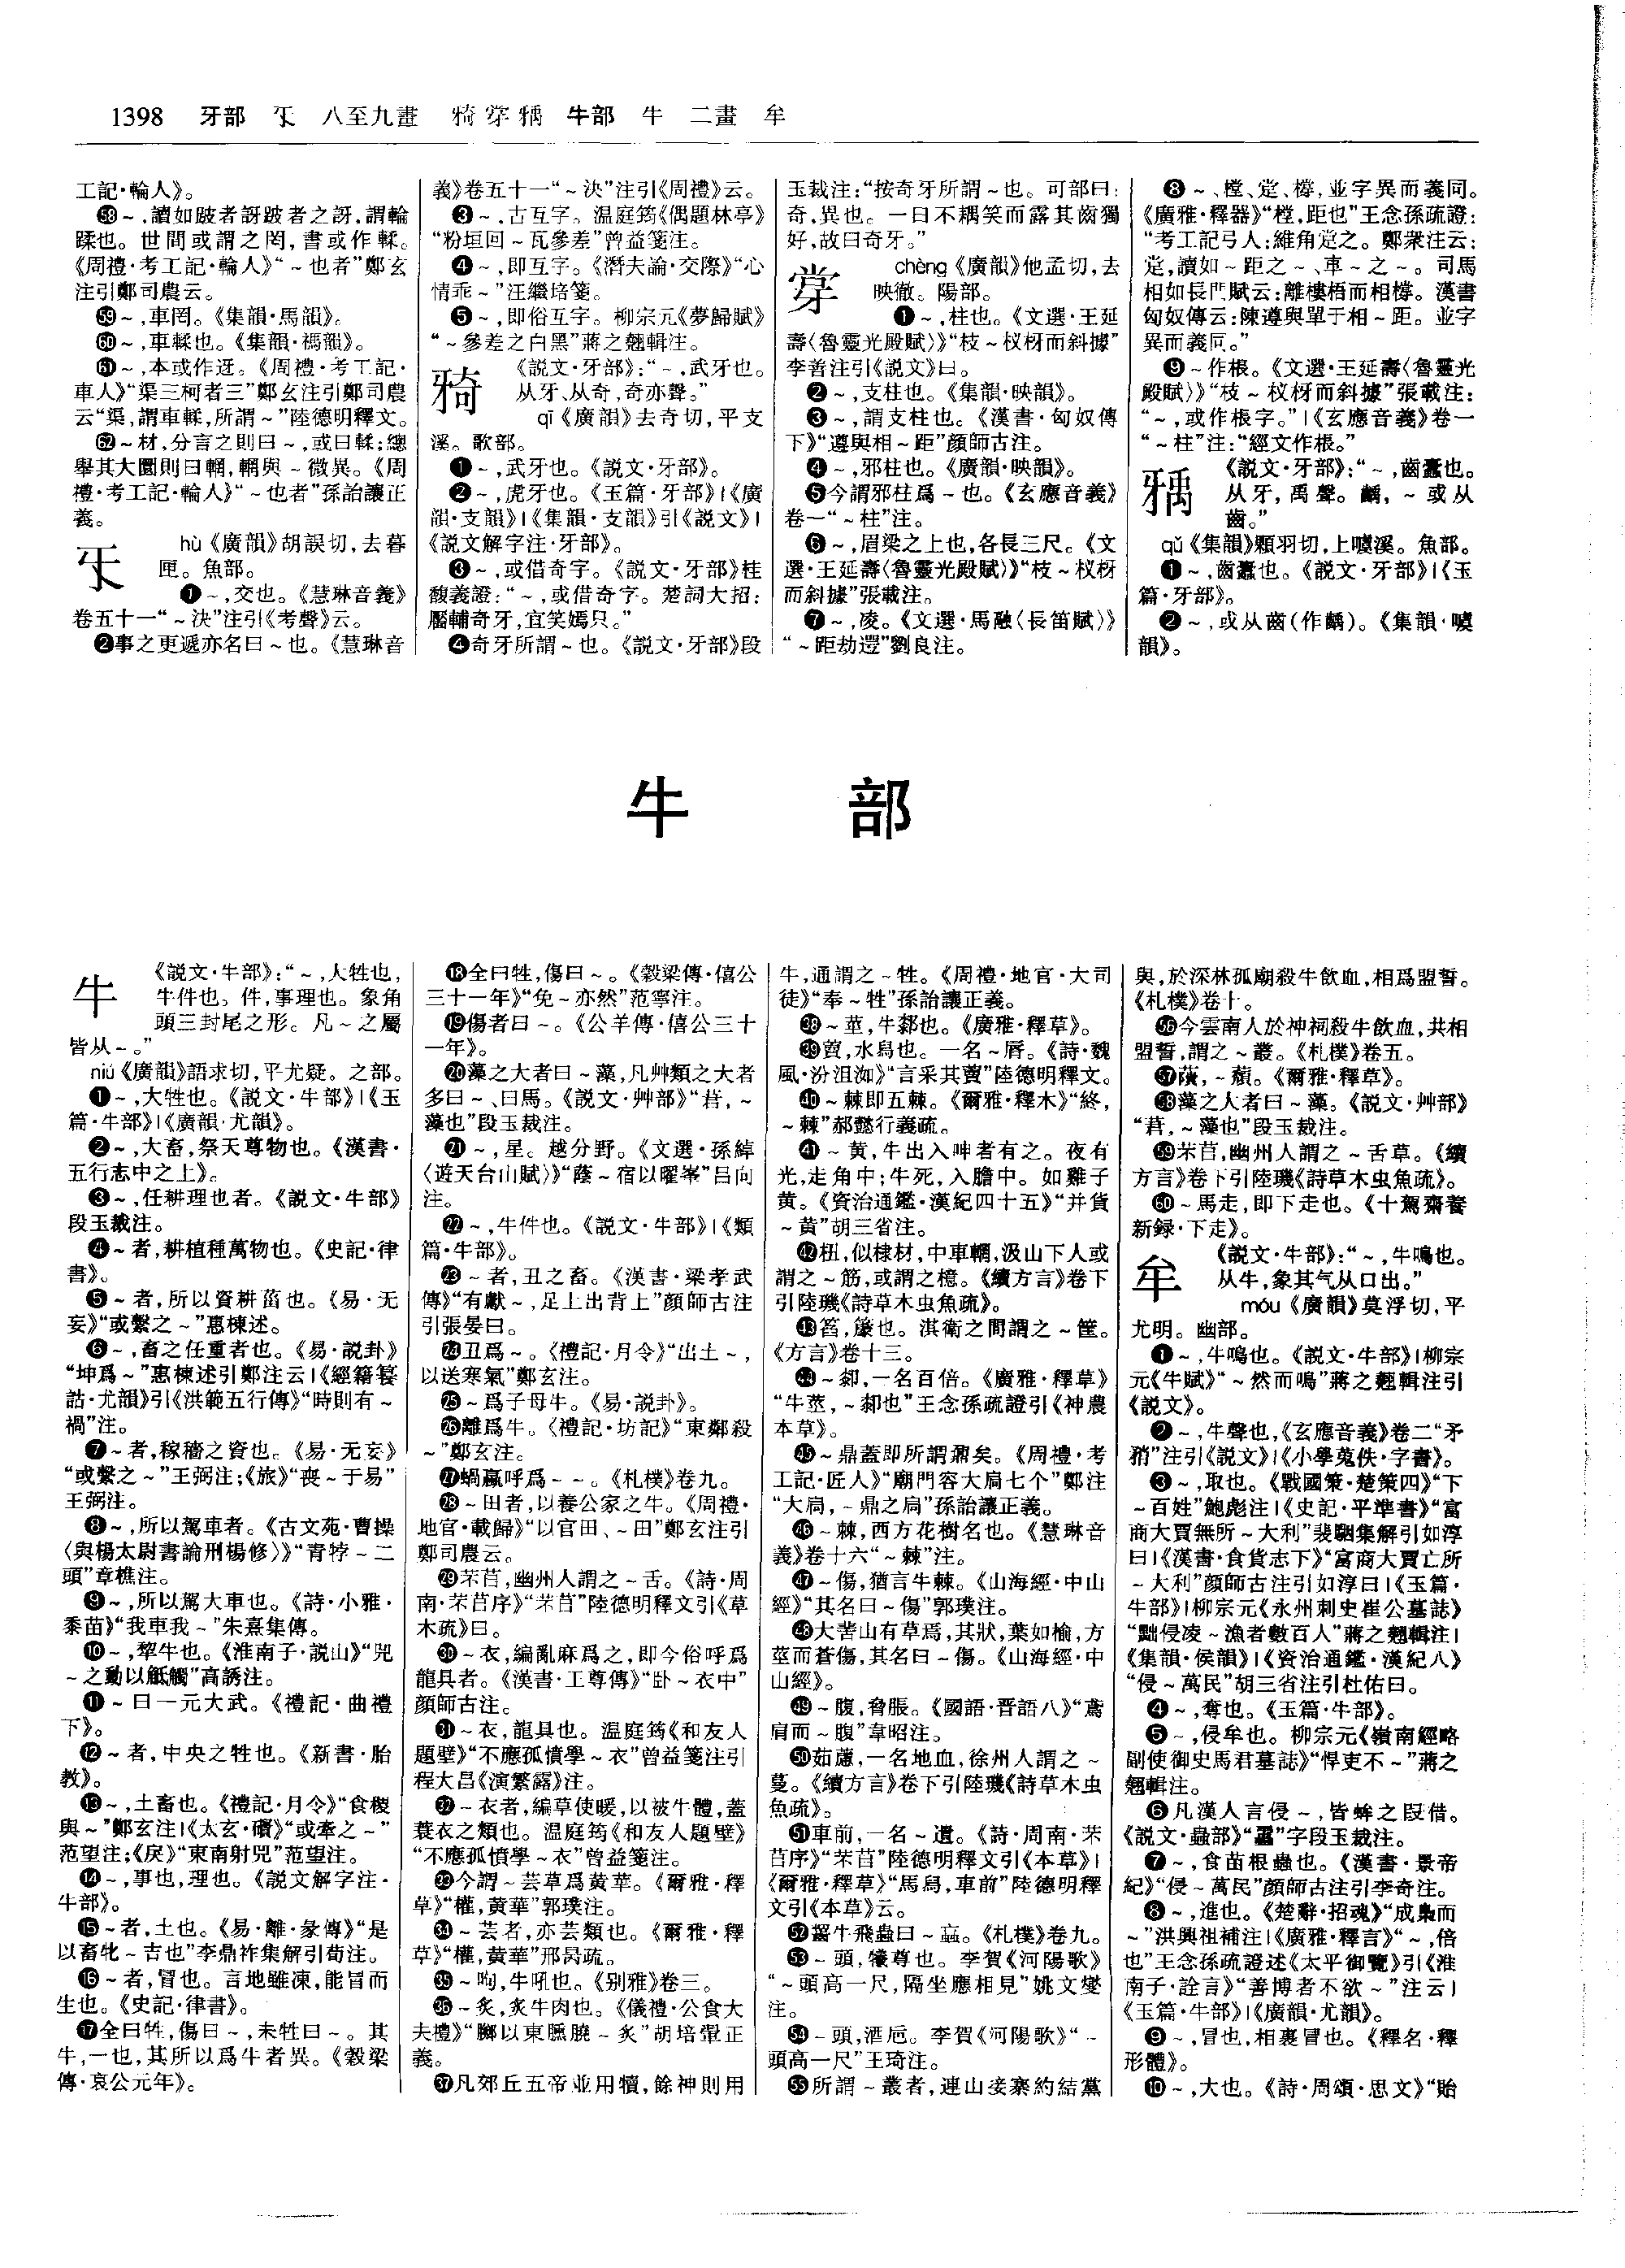 1398 牙部 㸦 八至九畫 㸧 牚 㸨 牛部 牛 二畫 牟
工記·輪人》。
58～,讀如跛者訝跛者之訝,謂輪
輮也。世間或謂之罔,書或作輮。
《周禮·考工記·輪人》“～也者”鄭玄
注引鄭司農云。
59～,車罔。《集韻·馬韻》。
60～,車輮也。《集韻·禡韻》。
61～,本或作迓。《周禮·考工記·
車人》“渠三柯者三”鄭玄注引鄭司農
云“渠,謂車輮,所謂～”陸德明釋文。
62～材,分言之則曰～,或曰輮;總
舉其大圜則曰輞,輞與～微異。《周
禮·考工記·輪人》“～也者”孫詒讓正
義。
㸦 hù《廣韻》胡誤切,去暮
匣。魚部。
❶～,交也。《慧琳音義》
卷五十一“～決”注引《考聲》云。
❷事之更遞亦名曰～也。《慧琳音
義》卷五十一“～決”注引《周禮》云。
❸～,古互字。温庭筠《偶題林亭》
“粉垣回～瓦參差”曾益箋注。
❹～,即互字。《潛夫論·交際》“心
情乖～”汪繼培箋。
❺～,即俗互字。柳宗元《夢歸賦》
“～參差之白黑”蔣之翹輯注。
㸧 《説文·牙部》:“～,武牙也。
从牙、从奇,奇亦聲。”
qī《廣韻》去奇切,平支
溪。歌部。
❶～,武牙也。《説文·牙部》。
❷～,虎牙也。《玉篇·牙部》|《廣
韻·支韻》|《集韻·支韻》引《説文》|
《説文解字注·牙部》。
❸～,或借奇字。《説文·牙部》桂
馥義證:“～,或借奇字。楚詞大招:
靨輔奇牙,宜笑嫣只。”
❹奇牙所謂～也。《説文·牙部》段
玉裁注:“按奇牙所謂～也。可部曰:
奇,異也。一曰不耦笑而露其齒獨
好,故曰奇牙。”
牚 chèng《廣韻》他孟切,去
映徹。陽部。
❶～,柱也。《文選·王延
壽〈魯靈光殿賦〉》“枝～杈枒而斜據”
李善注引《説文》曰。
❷～,支柱也。《集韻·映韻》。
❸～,謂支柱也。《漢書·匈奴傳
下》“遵與相～距”顔師古注。
❹～,邪柱也。《廣韻·映韻》。
❺今謂邪柱爲～也。《玄應音義》
卷一“～柱”注。
❻～,眉梁之上也,各長三尺。《文
選·王延壽〈魯靈光殿賦〉》“枝～杈枒
而斜據”張載注。
❼～,凌。《文選·馬融〈長笛賦〉》
“～距劫遻”劉良注。
❽～、樘、㲂、橕,並字異而義同。
《廣雅·釋器》“樘,距也”王念孫疏證:
“考工記弓人:維角㲂之。鄭衆注云:
㲂,讀如～距之～、車～之～。司馬
相如長門賦云:離樓梧而相橕。漢書
匈奴傳云:陳遵與單于相～距。並字
異而義同。”
❾～作棖。《文選·王延壽〈魯靈光
殿賦〉》“枝～杈枒而斜據”張載注:
“～,或作棖字。”|《玄應音義》卷一
“～柱”注:“經文作棖。”
㸨 《説文·牙部》:“～,齒蠹也。
从牙,禹聲。齲,～或从
齒。”
qǔ《集韻》顆羽切,上噳溪。魚部。
❶～,齒蠹也。《説文·牙部》|《玉
篇·牙部》。
❷～,或从齒(作齲)。《集韻·噳
韻》。
牛 部
牛 《説文·牛部》:“～,大牲也,
牛件也。件,事理也。象角
頭三封尾之形。凡～之屬
皆从～。”
niú《廣韻》語求切,平尤疑。之部。
❶～,大牲也。《説文·牛部》|《玉
篇·牛部》|《廣韻·尤韻》。
❷～,大畜,祭天尊物也。《漢書·
五行志中之上》。
❸～,任耕理也者。《説文·牛部》
段玉裁注。
❹～者,耕植種萬物也。《史記·律
書》。
❺～者,所以資耕菑也。《易·无
妄》“或繫之～”惠棟述。
❻～,畜之任重者也。《易·説卦》
“坤爲～”惠棟述引鄭注云|《經籍籑
詁·尤韻》引《洪範五行傳》“時則有～
禍”注。
❼～者,稼穡之資也。《易·无妄》
“或繫之～”王弼注;《旅》“喪～于易”
王弼注。
❽～,所以駕車者。《古文苑·曹操
〈與楊太尉書論刑楊修〉》“青牸～二
頭”章樵注。
❾～,所以駕大車也。《詩·小雅·
黍苗》“我車我～”朱熹集傳。
❿～,犂牛也。《淮南子·説山》“兕
～之動以觝觸”高誘注。
⓫～曰一元大武。《禮記·曲禮
下》。
⓬～者,中央之牲也。《新書·胎
教》。
⓭～,土畜也。《禮記·月令》“食稷
與～”鄭玄注|《太玄·礥》“或牽之～”
范望注;《戾》“東南射兕”范望注。
⓮～,事也,理也。《説文解字注·
牛部》。
⓯～者,土也。《易·離·彖傳》“是
以畜牝～吉也”李鼎祚集解引荀注。
⓰～者,冒也。言地雖凍,能冒而
生也。《史記·律書》。
⓱全曰牲,傷曰～,未牲曰～。其
牛,一也,其所以爲牛者異。《穀梁
傳·哀公元年》。
⓲全曰牲,傷曰～。《穀梁傳·僖公
三十一年》“免～亦然”范寧注。
⓳傷者曰～。《公羊傳·僖公三十
一年》。
⓴藻之大者曰～藻,凡艸類之大者
多曰～、曰馬。《説文·艸部》“莙,～
藻也”段玉裁注。
21～,星。越分野。《文選·孫綽
〈遊天台山賦〉》“蔭～宿以曜峯”吕向
注。
22～,牛件也。《説文·牛部》|《類
篇·牛部》。
23～者,丑之畜。《漢書·梁孝武
傳》“有獻～,足上出背上”顔師古注
引張晏曰。
24丑爲～。《禮記·月令》“出土～,
以送寒氣”鄭玄注。
25～爲子母牛。《易·説卦》。
26離爲牛。《禮記·坊記》“東鄰殺
～”鄭玄注。
27蝸蠃呼爲～～。《札樸》卷九。
28～田者,以養公家之牛。《周禮·
地官·載歸》“以官田、～田”鄭玄注引
鄭司農云。
29芣苢,幽州人謂之～舌。《詩·周
南·芣苢序》“芣苢”陸德明釋文引《草
木疏》曰。
30～衣,編亂麻爲之,即今俗呼爲
龍具者。《漢書·王尊傳》“卧～衣中”
顔師古注。
31～衣,龍具也。温庭筠《和友人
題壁》“不應孤憤學～衣”曾益箋注引
程大昌《演繁露》注。
32～衣者,編草使暖,以被牛體,蓋
蓑衣之類也。温庭筠《和友人題壁》
“不應孤憤學～衣”曾益箋注。
33今謂～芸草爲黄華。《爾雅·釋
草》“權,黄華”郭璞注。
34～芸者,亦芸類也。《爾雅·釋
草》“權,黄華”邢昺疏。
35～呴,牛吼也。《别雅》卷三。
36～炙,炙牛肉也。《儀禮·公食大
夫禮》“膷以東臐膮～炙”胡培翬正
義。
37凡郊丘五帝並用犢,餘神則用
牛,通謂之～牲。《周禮·地官·大司
徒》“奉～牲”孫詒讓正義。
38～莖,牛䣛也。《廣雅·釋草》。
39藚,水舄也。一名～脣。《詩·魏
風·汾沮洳》“言采其藚”陸德明釋文。
40～棘即五棘。《爾雅·釋木》“終,
～棘”郝懿行義疏。
41～黄,牛出入呻者有之。夜有
光,走角中;牛死,入膽中。如雞子
黄。《資治通鑑·漢紀四十五》“并貨
～黄”胡三省注。
42杻,似棣材,中車輞,汲山下人或
謂之～筋,或謂之檍。《續方言》卷下
引陸璣《詩草木虫魚疏》。
43筥,簾也。淇衛之間謂之～筐。
《方言》卷十三。
44～䣛,一名百倍。《廣雅·釋草》
“牛莖,～䣛也”王念孫疏證引《神農
本草》。
45～鼎蓋即所謂鼐矣。《周禮·考
工記·匠人》“廟門容大扃七个”鄭注
“大扃,～鼎之扃”孫詒讓正義。
46～棘,西方花樹名也。《慧琳音
義》卷十六“～棘”注。
47～傷,猶言牛棘。《山海經·中山
經》“其名曰～傷”郭璞注。
48大苦山有草焉,其狀,葉如榆,方
莖而蒼傷,其名曰～傷。《山海經·中
山經》。
49～腹,脅脹。《國語·晋語八》“鳶
肩而～腹”韋昭注。
50茹藘,一名地血,徐州人謂之～
蔓。《續方言》卷下引陸璣《詩草木虫
魚疏》。
51車前,一名～遺。《詩·周南·芣
苢序》“芣苢”陸德明釋文引《本草》|
《爾雅·釋草》“馬舄,車前”陸德明釋
文引《本草》云。
52齧牛飛蟲曰～蝱。《札樸》卷九。
53～頭,犧尊也。李賀《河陽歌》
“～頭高一尺,隔坐應相見”姚文燮
注。
54～頭,酒巵。李賀《河陽歌》“～
頭高一尺”王琦注。
55所謂～叢者,連山接寨約結黨
與,於深林孤廟殺牛飲血,相爲盟誓。
《札樸》卷十。
56今雲南人於神祠殺牛飲血,共相
盟誓,謂之～叢。《札樸》卷五。
57藬,～蘈。《爾雅·釋草》。
58藻之人者曰～藻。《説文·艸部》
“莙,～藻也”段玉裁注。
59芣苢,幽州人謂之～舌草。《續
方言》卷下引陸璣《詩草木虫魚疏》。
60～馬走,即下走也。《十駕齋養
新録·下走》。
牟 《説文·牛部》:“～,牛鳴也。
从牛,象其气从口出。”
móu《廣韻》莫浮切,平
尤明。幽部。
❶～,牛鳴也。《説文·牛部》|柳宗
元《牛賦》“～然而鳴”蔣之翹輯注引
《説文》。
❷～,牛聲也,《玄應音義》卷二“矛
矟”注引《説文》|《小學蒐佚·字書》。
❸～,取也。《戰國策·楚策四》“下
～百姓”鮑彪注|《史記·平準書》“富
商大賈無所～大利”裴駰集解引如淳
曰|《漢書·食貨志下》“富商大賈亡所
～大利”顔師古注引如淳曰|《玉篇·
牛部》|柳宗元《永州刺史崔公墓誌》
“黜侵凌～漁者數百人”蔣之翹輯注|
《集韻·侯韻》|《資治通鑑·漢紀八》
“侵～萬民”胡三省注引杜佑曰。
❹～,奪也。《玉篇·牛部》。
❺～,侵牟也。柳宗元《嶺南經略
副使御史馬君墓誌》“悍吏不～”蔣之
翹輯注。
❻凡漢人言侵～,皆蛑之叚借。
《説文·蟲部》“蟊”字段玉裁注。
❼～,食苗根蟲也。《漢書·景帝
紀》“侵～萬民”顔師古注引李奇注。
❽～,進也。《楚辭·招魂》“成梟而
～”洪興祖補注|《廣雅·釋言》“～,倍
也”王念孫疏證述《太平御覽》引《淮
南子·詮言》“善博者不欲～”注云|
《玉篇·牛部》|《廣韻·尤韻》。
❾～,冒也,相裹冒也。《釋名·釋
形體》。
❿～,大也。《詩·周頌·思文》“貽